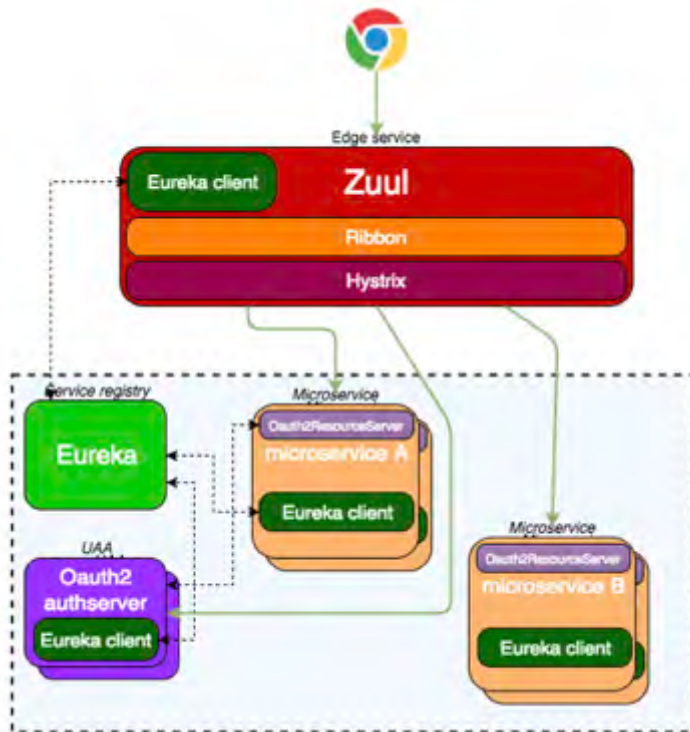 Edge service
Eureka client
Zuul
Ribbon
Hystrix
Service registry
Eureka
Microservice
Oauth2ResourceServer
microservice A
Eureka client
UAA
Oauth2
authserver
Eureka client
Microservice
Oauth2ResourceServer
microservice B
Eureka client